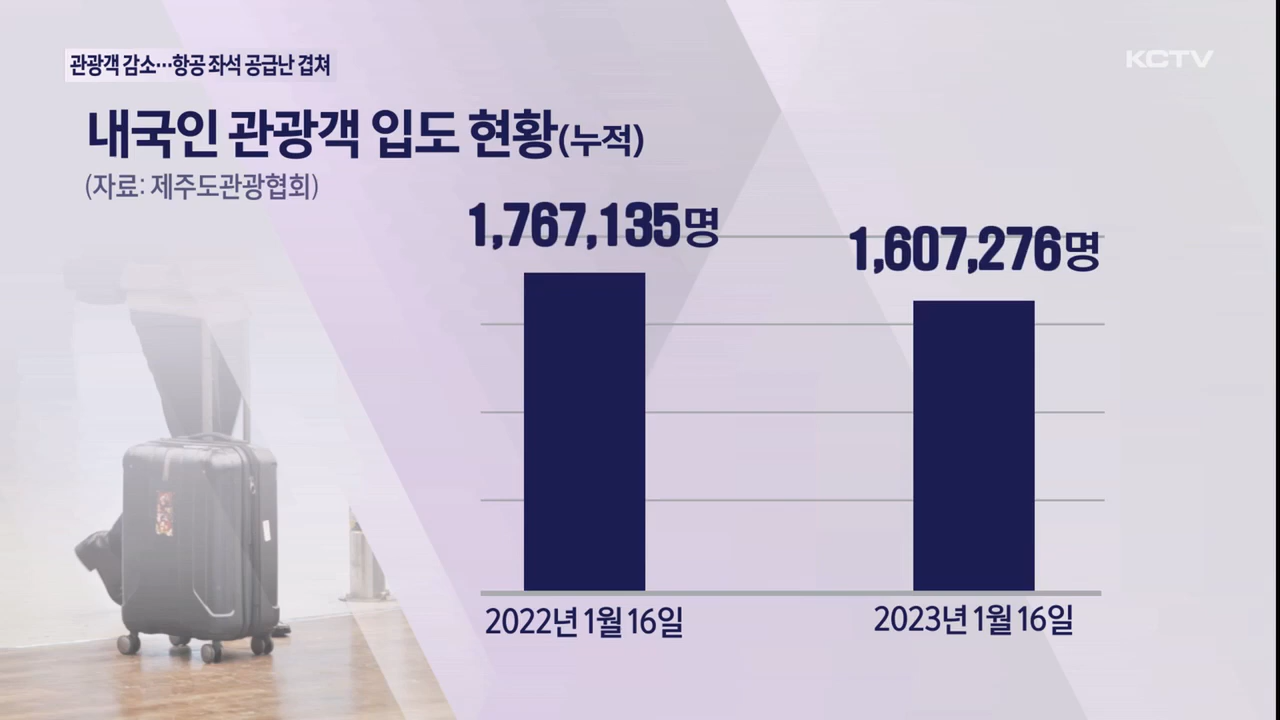 관광객 감소…항공 좌석 공급난 겹쳐
KCTV
내국인 관광객 입도 현황(누적)
(자료: 제주도관광협회)
1,767,135명
1,607,276명
2022년 1월 16일
2023년 1월 16일